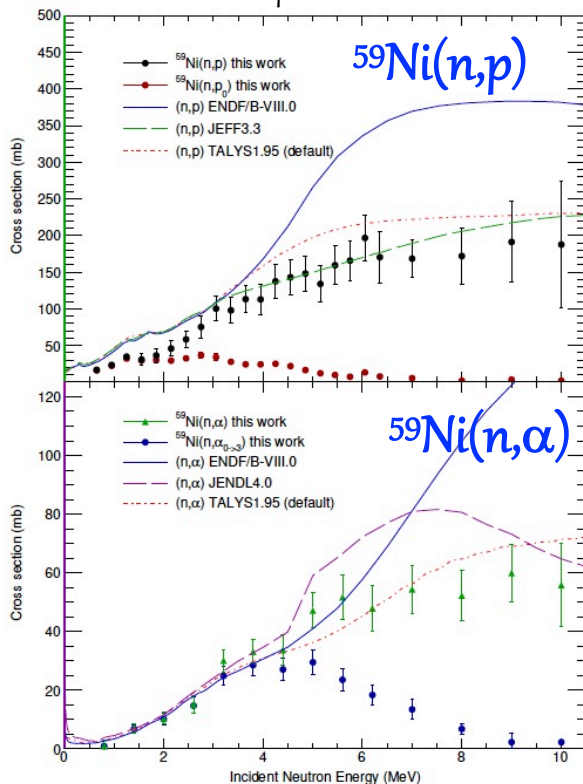 500
450
400
350
300
250
200
150
100
50
Cross section (mb)
⁵⁹Ni(n,p)
⁵⁹Ni(n,p) this work
⁵⁹Ni(n,p₀) this work
(n,p) ENDF/B-VIII.0
(n,p) JEFF3.3
(n,p) TALYS1.95 (default)
120
100
80
60
40
20
0
Cross section (mb)
⁵⁹Ni(n,α)
⁵⁹Ni(n,α) this work
⁵⁹Ni(n,α₀₋>₃) this work
(n,α) ENDF/B-VIII.0
(n,α) JENDL4.0
(n,α) TALYS1.95 (default)
0 2 4 6 8 10
Incident Neutron Energy (MeV)